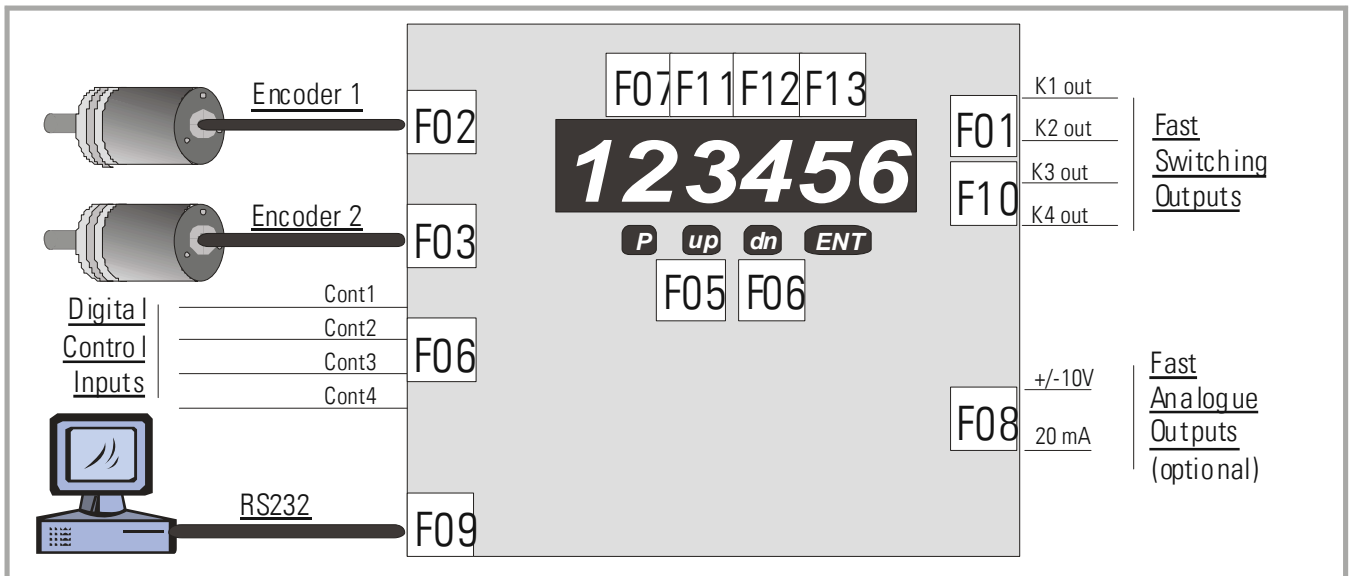 Encoder 1
F02
Encoder 2
F03
Digital
Control
Inputs
Cont1
Cont2
Cont3
Cont4
F06
RS232
F09
F07 F11 F12 F13
123456
P up dn ENT
F05 F06
F01
F10
K1 out
K2 out
K3 out
K4 out
Fast
Switching
Outputs
F08
+/-10V
20 mA
Fast
Analogue
Outputs
(optional)